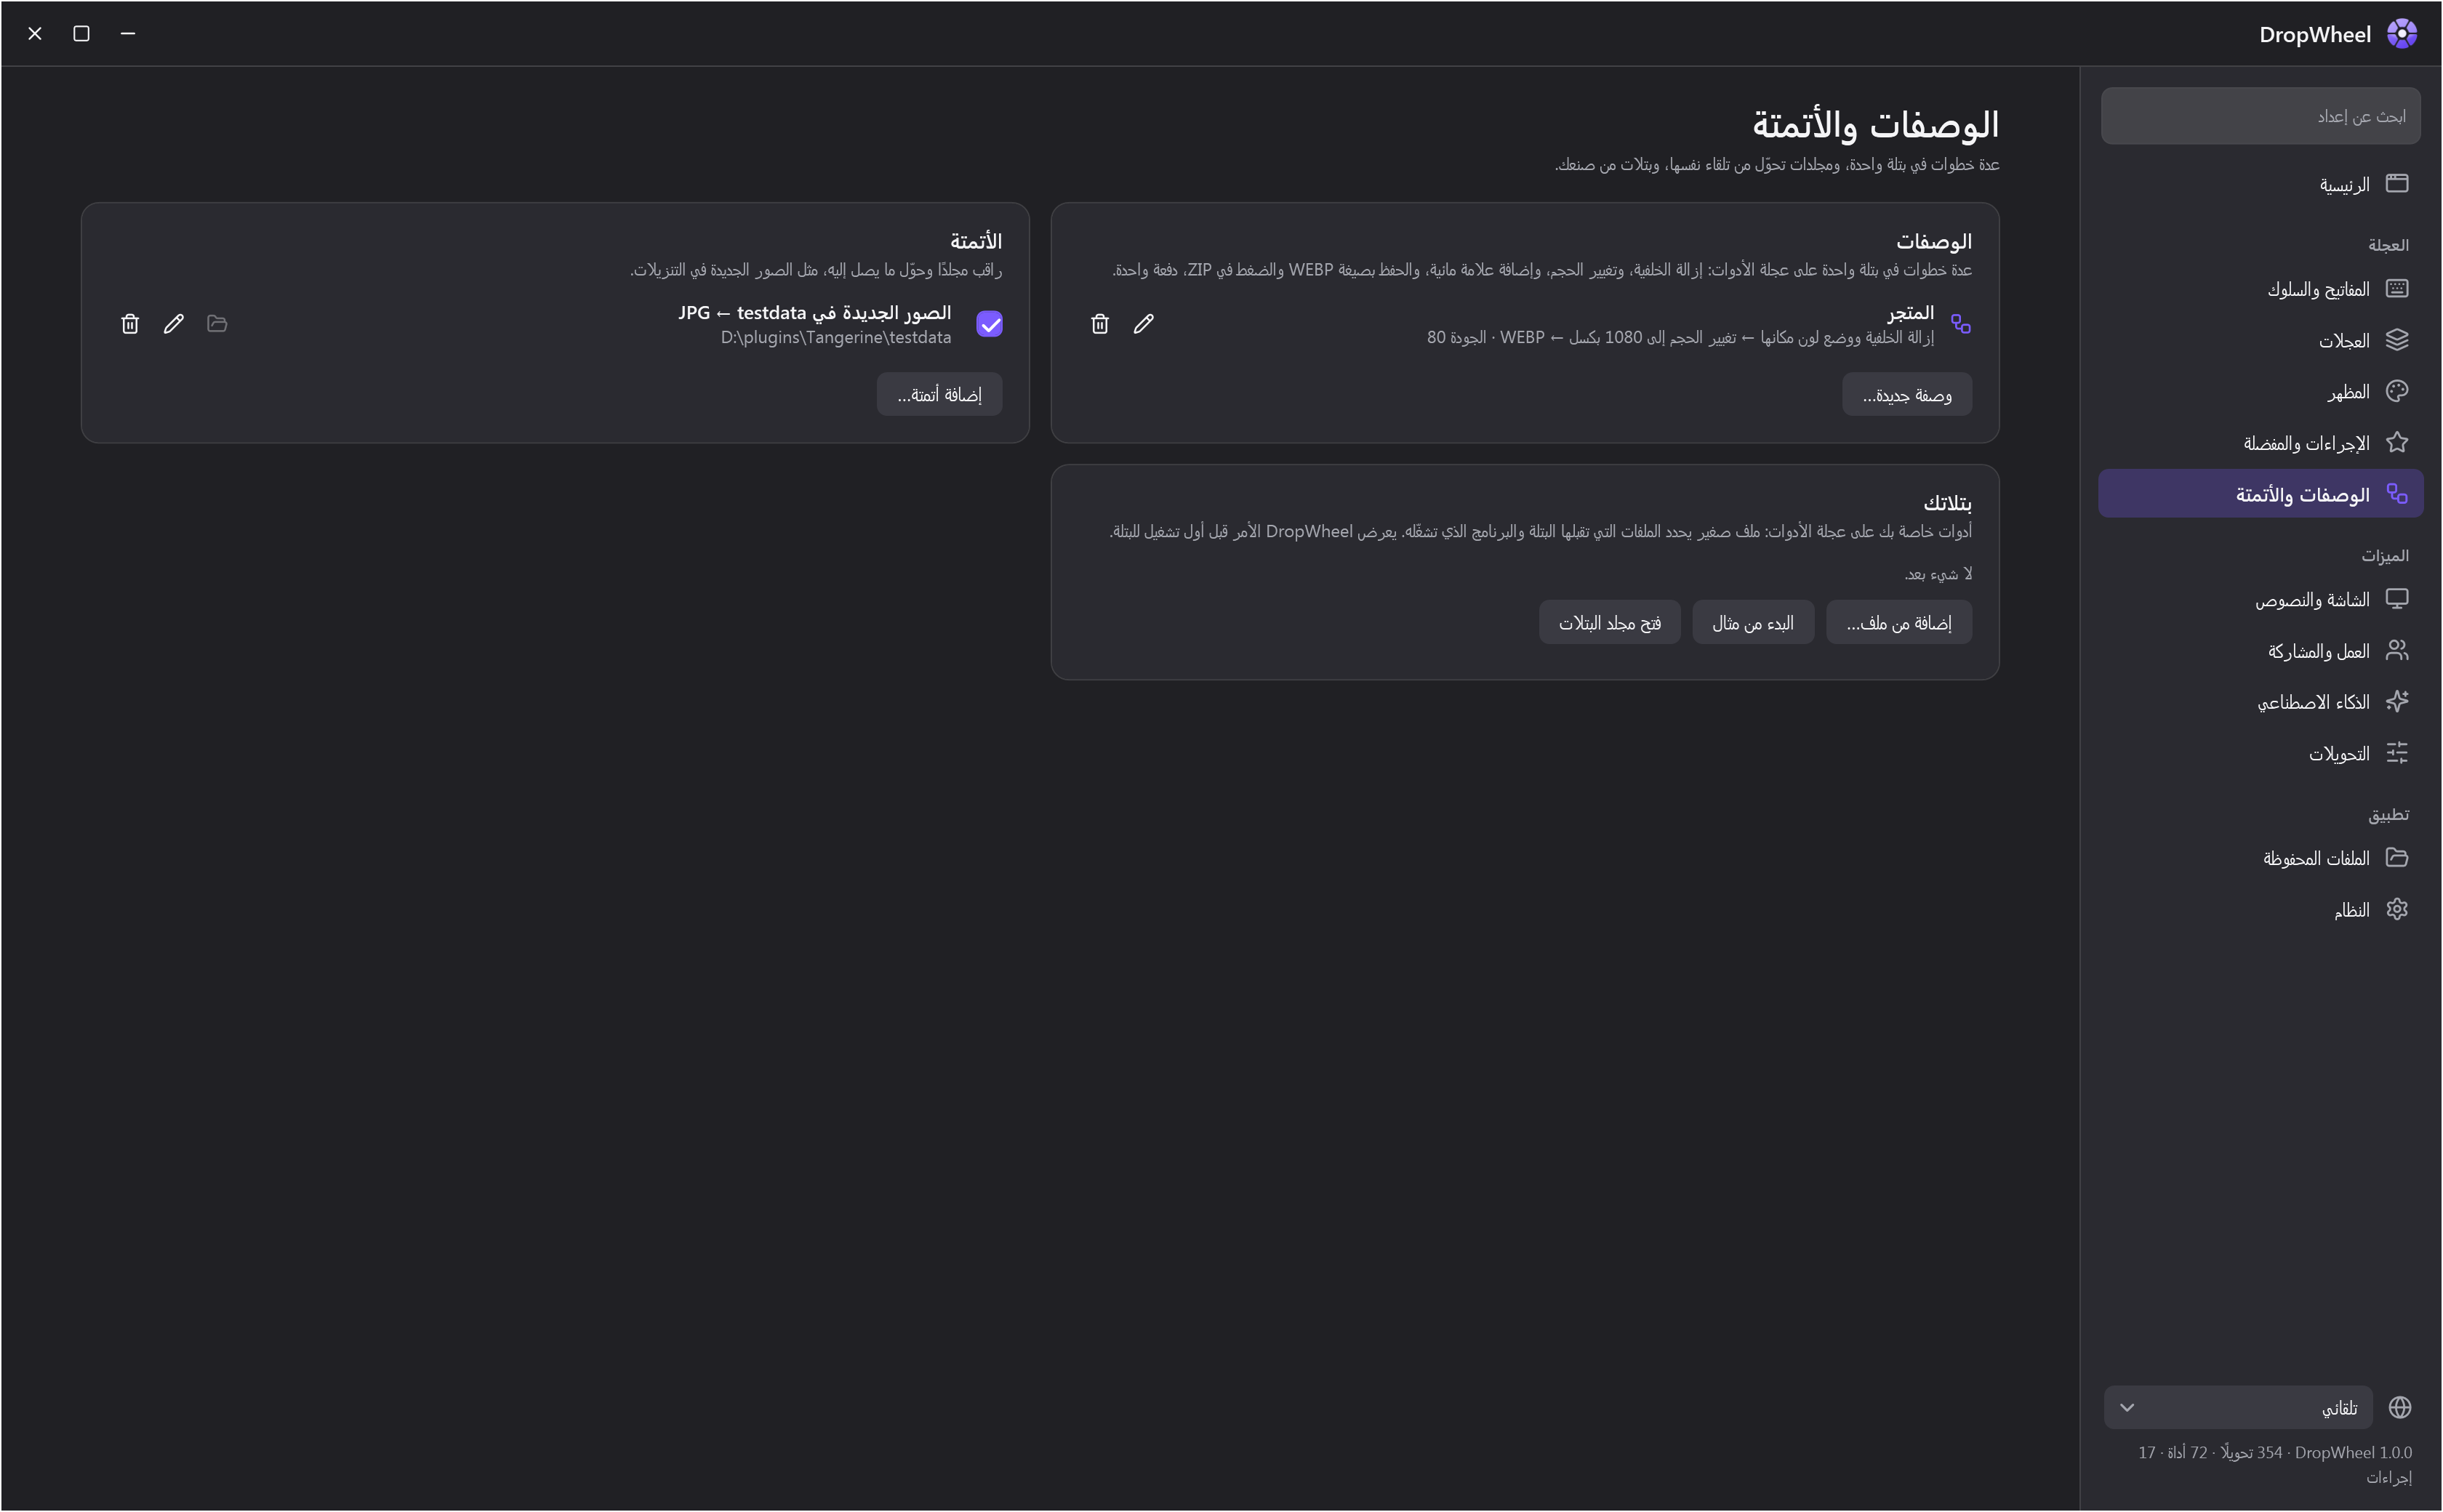 DropWheel
ابحث عن إعداد
الرئيسية
العجلة
المفاتيح والسلوك
العجلات
المظهر
الإجراءات والمفضلة
الوصفات والأتمتة
الميزات
الشاشة والنصوص
العمل والمشاركة
الذكاء الاصطناعي
التحويلات
تطبيق
الملفات المحفوظة
النظام
تلقائي
DropWheel 1.0.0 · 354 تحويلًا · 72 أداة · 17
إجراءات
الوصفات والأتمتة
عدة خطوات في بتلة واحدة، ومجلدات تحوّل من تلقاء نفسها، وبتلات من صنعك.
الوصفات
عدة خطوات في بتلة واحدة على عجلة الأدوات: إزالة الخلفية، وتغيير الحجم، وإضافة علامة مائية، والحفظ بصيغة WEBP والضغط في ZIP، دفعة واحدة.
المتجر
إزالة الخلفية ووضع لون مكانها ← تغيير الحجم إلى 1080 بكسل ← WEBP · الجودة 80
وصفة جديدة...
الأتمتة
راقب مجلدًا وحوّل ما يصل إليه، مثل الصور الجديدة في التنزيلات.
الصور الجديدة في testdata ← JPG
D:\plugins\Tangerine\testdata
إضافة أتمتة...
بتلاتك
أدوات خاصة بك على عجلة الأدوات: ملف صغير يحدد الملفات التي تقبلها البتلة والبرنامج الذي تشغّله. يعرض DropWheel الأمر قبل أول تشغيل للبتلة.
لا شيء بعد.
إضافة من ملف...
البدء من مثال
فتح مجلد البتلات